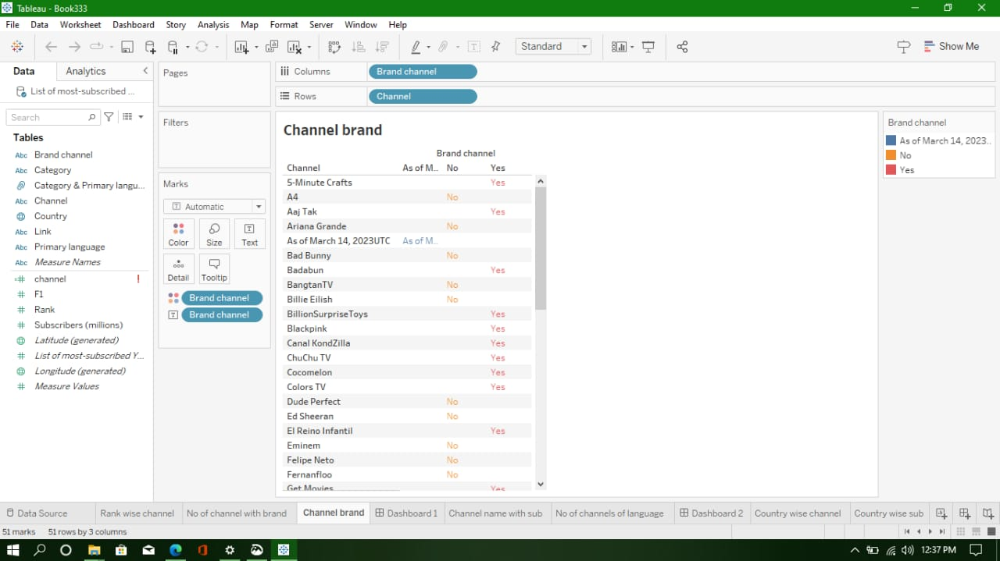 Tableau - Book333
File Data Worksheet Dashboard Story Analysis Map Format Server Window Help
Standard
Show Me
Data Analytics
List of most-subscribed ...
Search
Tables
Abc Brand channel
Abc Category
Category & Primary langu...
Abc Channel
Country
Abc Link
Abc Primary language
Abc Measure Names
channel !
F1
Rank
Subscribers (millions)
Latitude (generated)
List of most-subscribed Y...
Longitude (generated)
Measure Values
Pages
Filters
Marks
Automatic
Color Size Text
Detail Tooltip
Brand channel
Brand channel
Columns Brand channel
Rows Channel
Channel brand
Brand channel
Channel As of M.. No Yes
5-Minute Crafts Yes
A4 No
Aaj Tak Yes
Ariana Grande No
As of March 14, 2023UTC As of M..
Bad Bunny No
Badabun Yes
BangtanTV No
Billie Eilish No
BillionSurpriseToys Yes
Blackpink Yes
Canal KondZilla Yes
ChuChu TV Yes
Cocomelon Yes
Colors TV Yes
Dude Perfect No
Ed Sheeran No
El Reino Infantil Yes
Eminem No
Felipe Neto No
Fernanfloo No
Get Movies Yes
Brand channel
As of March 14, 2023..
No
Yes
Data Source Rank wise channel No of channel with brand Channel brand Dashboard 1 Channel name with sub No of channels of language Dashboard 2 Country wise channel Country wise sub
51 marks 51 rows by 3 columns
12:37 PM